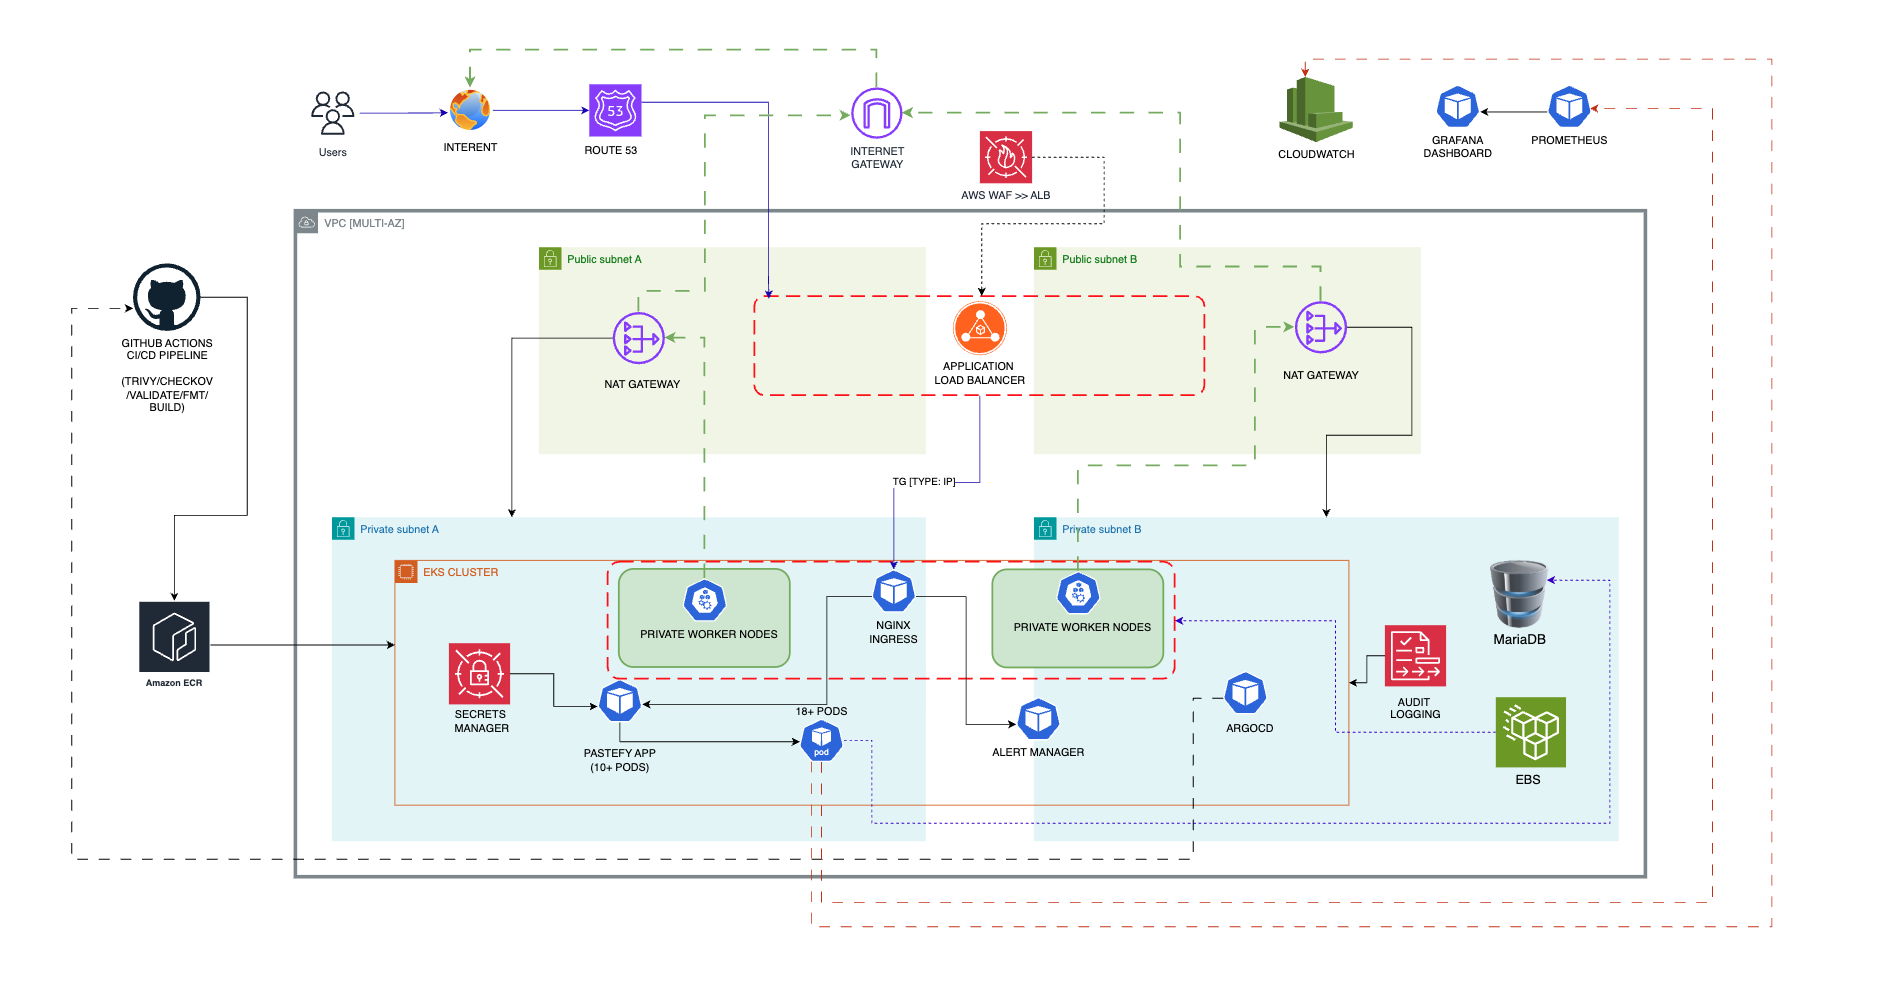 Users
INTERENT
53
ROUTE 53
INTERNET
GATEWAY
AWS WAF >> ALB
CLOUDWATCH
GRAFANA
DASHBOARD
PROMETHEUS
VPC [MULTI-AZ]
Public subnet A
Public subnet B
GITHUB ACTIONS
CI/CD PIPELINE
(TRIVY/CHECKOV
/VALIDATE/FMT/
BUILD)
NAT GATEWAY
APPLICATION
LOAD BALANCER
NAT GATEWAY
TG [TYPE: IP]
Private subnet A
Private subnet B
EKS CLUSTER
PRIVATE WORKER NODES
NGINX
INGRESS
PRIVATE WORKER NODES
MariaDB
Amazon ECR
SECRETS
MANAGER
18+ PODS
pod
PASTEFY APP
(10+ PODS)
ALERT MANAGER
ARGOCD
AUDIT
LOGGING
EBS